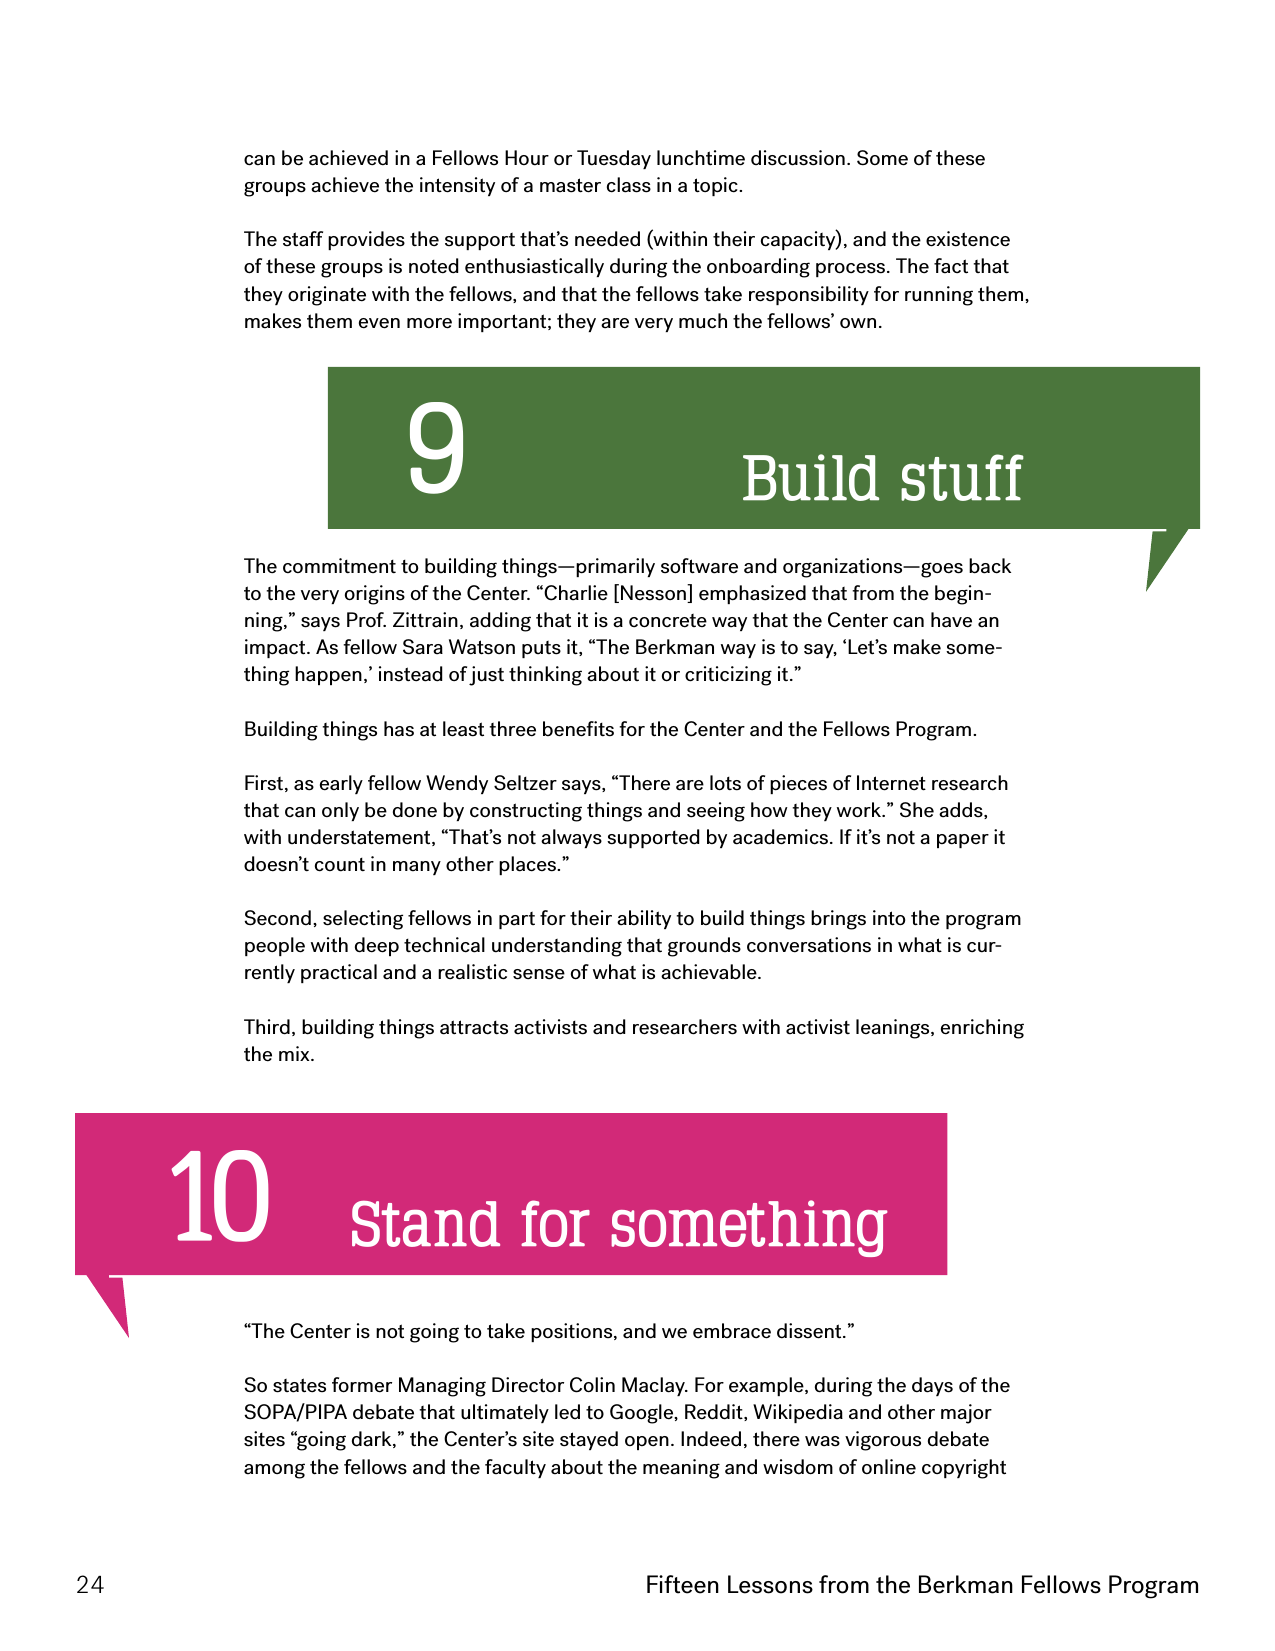 can be achieved in a Fellows Hour or Tuesday lunchtime discussion. Some of these
groups achieve the intensity of a master class in a topic.
The staff provides the support that’s needed (within their capacity), and the existence
of these groups is noted enthusiastically during the onboarding process. The fact that
they originate with the fellows, and that the fellows take responsibility for running them,
makes them even more important; they are very much the fellows’ own.
9
Build stuff
The commitment to building things—primarily software and organizations—goes back
to the very origins of the Center. “Charlie [Nesson] emphasized that from the begin-
ning,” says Prof. Zittrain, adding that it is a concrete way that the Center can have an
impact. As fellow Sara Watson puts it, “The Berkman way is to say, ‘Let’s make some-
thing happen,’ instead of just thinking about it or criticizing it.”
Building things has at least three benefits for the Center and the Fellows Program.
First, as early fellow Wendy Seltzer says, “There are lots of pieces of Internet research
that can only be done by constructing things and seeing how they work.” She adds,
with understatement, “That’s not always supported by academics. If it’s not a paper it
doesn’t count in many other places.”
Second, selecting fellows in part for their ability to build things brings into the program
people with deep technical understanding that grounds conversations in what is cur-
rently practical and a realistic sense of what is achievable.
Third, building things attracts activists and researchers with activist leanings, enriching
the mix.
10
Stand for something
“The Center is not going to take positions, and we embrace dissent.”
So states former Managing Director Colin Maclay. For example, during the days of the
SOPA/PIPA debate that ultimately led to Google, Reddit, Wikipedia and other major
sites “going dark,” the Center’s site stayed open. Indeed, there was vigorous debate
among the fellows and the faculty about the meaning and wisdom of online copyright
24
Fifteen Lessons from the Berkman Fellows Program